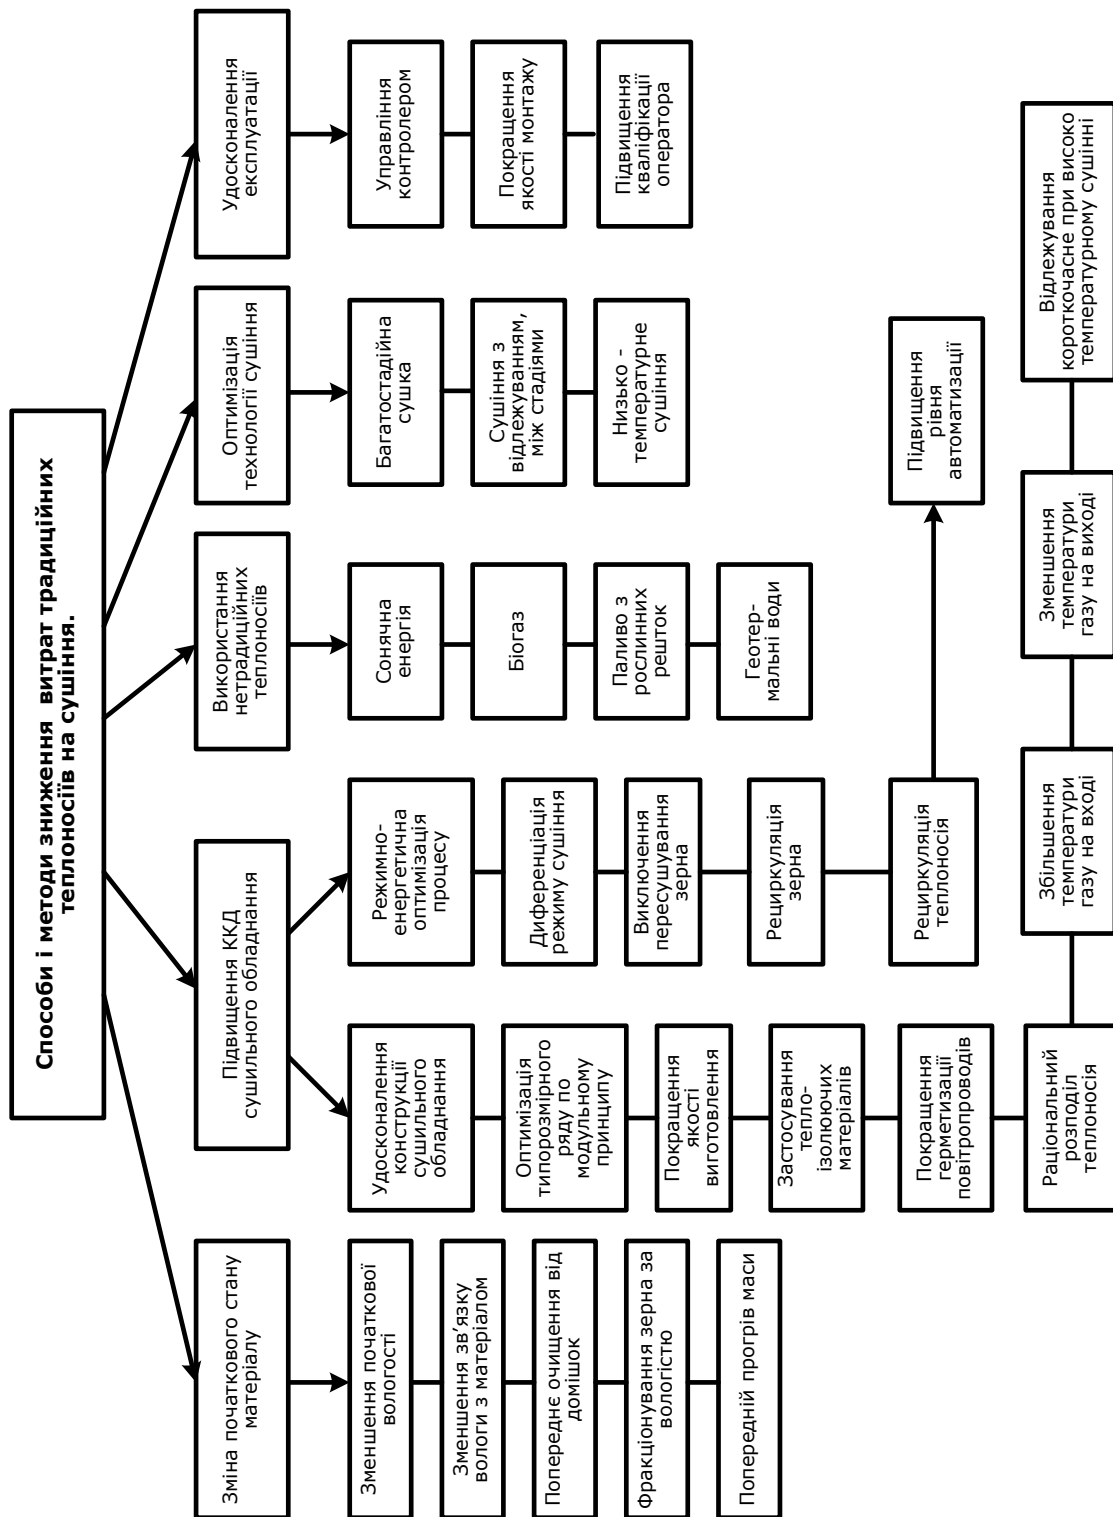 Способи і методи зниження витрат традиційних
теплоносіїв на сушіння.
Зміна початкового стану
матеріалу
Підвищення ККД
сушильного обладнання
Використання
нетрадиційних
теплоносіїв
Оптимізація
технології сушіння
Удосконалення
експлуатації
Зменшення початкової
вологості
Зменшення зв’язку
вологи з матеріалом
Попереднє очищення від
домішок
Фракціонування зерна за
вологістю
Попередній прогрів маси
Удосконалення
конструкції
сушильного
обладнання
Оптимізація
типорозмірного
ряду по
модульному
принципу
Покращення
якості
виготовлення
Застосування
тепло-
ізолюючих
матеріалів
Покращення
герметизації
повітропроводів
Раціональний
розподіл
теплоносія
Збільшення
температури
газу на вході
Зменшення
температури
газу на виході
Відлежування
короткочасне при високо
температурному сушінні
Режимно-
енергетична
оптимізація
процесу
Диференціація
режиму сушіння
Виключення
пересушування
зерна
Рециркуляція
зерна
Рециркуляція
теплоносія
Підвищення
рівня
автоматизації
Сонячна
енергія
Біогаз
Паливо з
рослинних
решток
Геотер-
мальні води
Багатостадійна
сушка
Сушіння з
відлежуванням,
між стадіями
Низько -
температурне
сушіння
Управління
контролером
Покращення
якості монтажу
Підвищення
кваліфікації
оператора